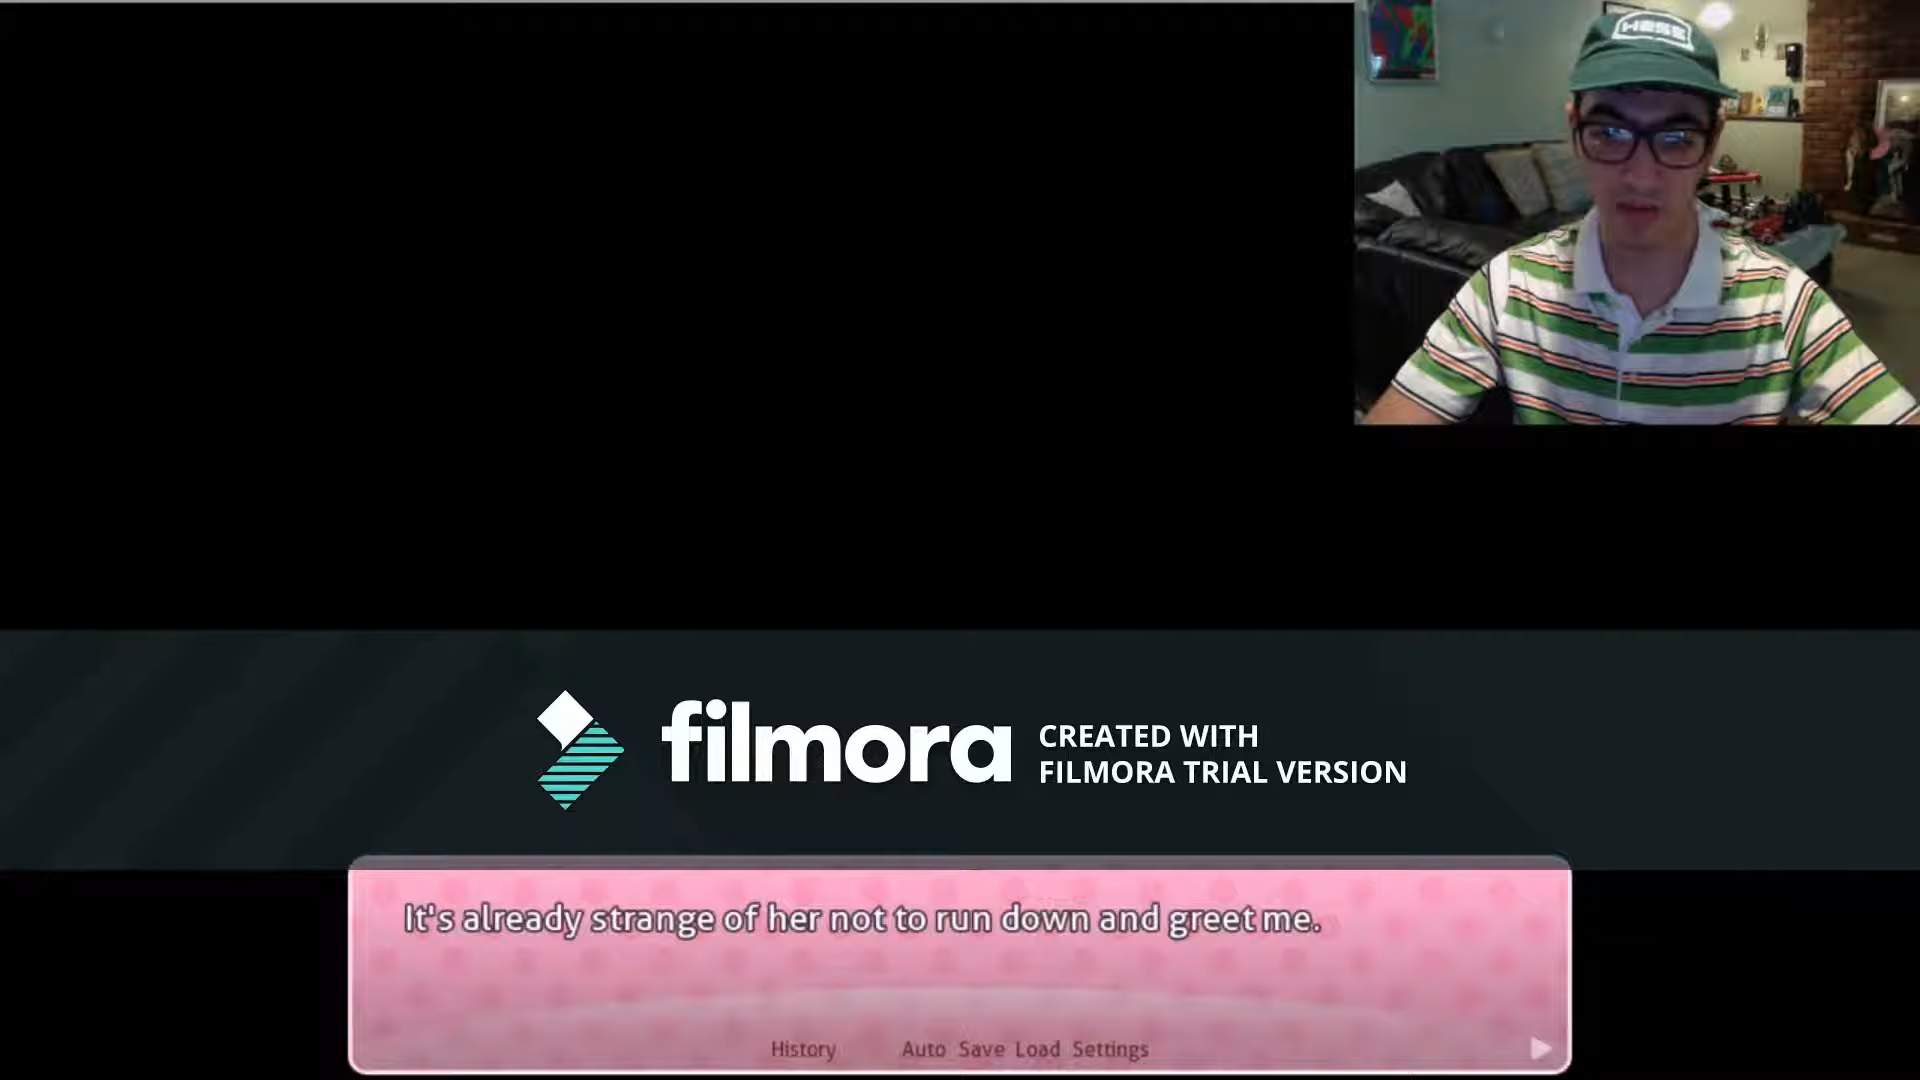 HESS
filmora
CREATED WITH
FILMORA TRIAL VERSION
It's already strange of her not to run down and greet me.
History Auto Save Load Settings